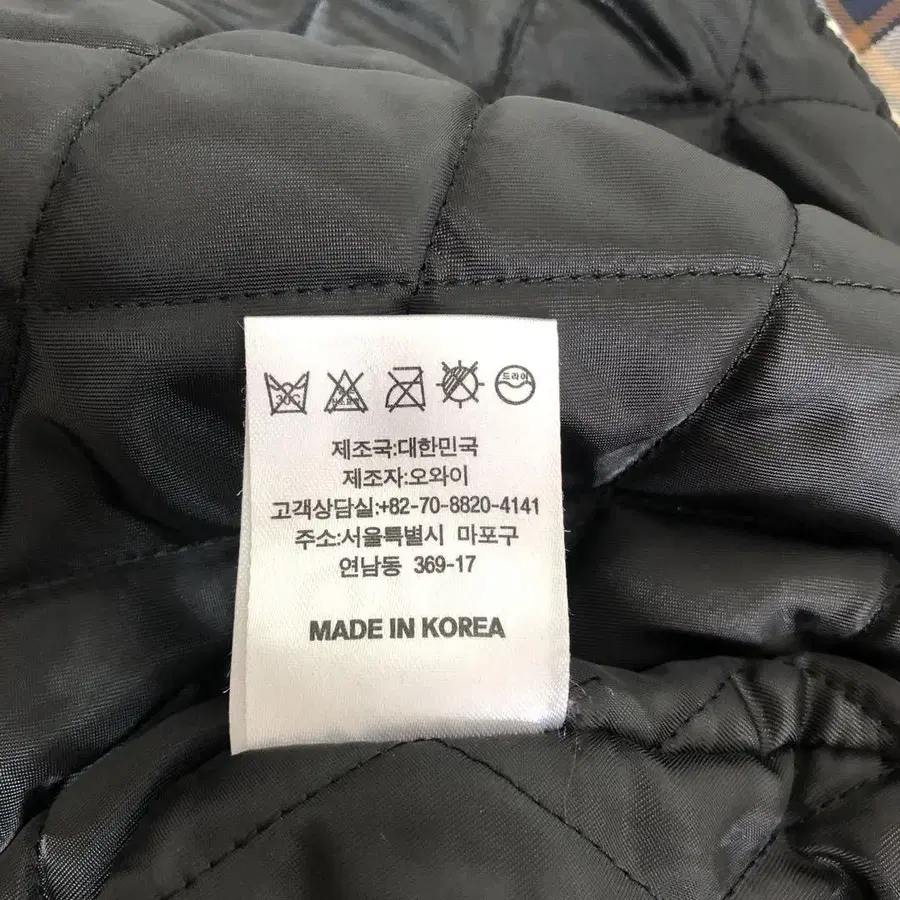 드라이
제조국:대한민국
제조자:오와이
고객상담실:+82-70-8820-4141
주소:서울특별시 마포구
연남동 369-17
MADE IN KOREA